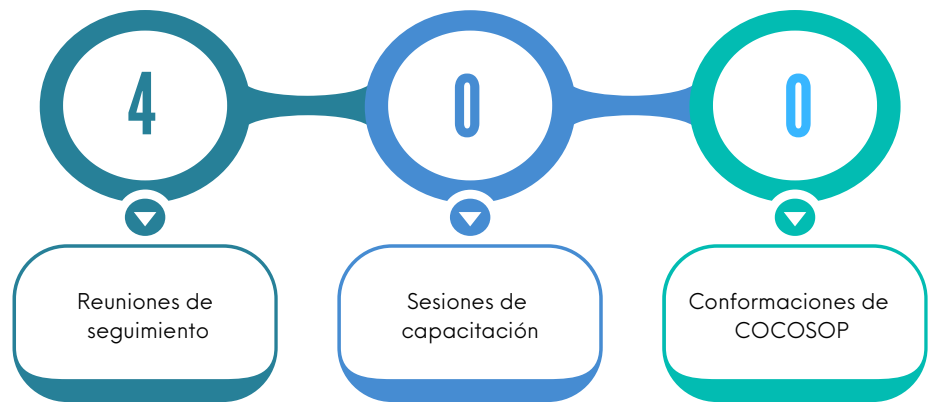 4
0
0
Reuniones de
seguimiento
Sesiones de
capacitación
Conformaciones de
COCOSOP